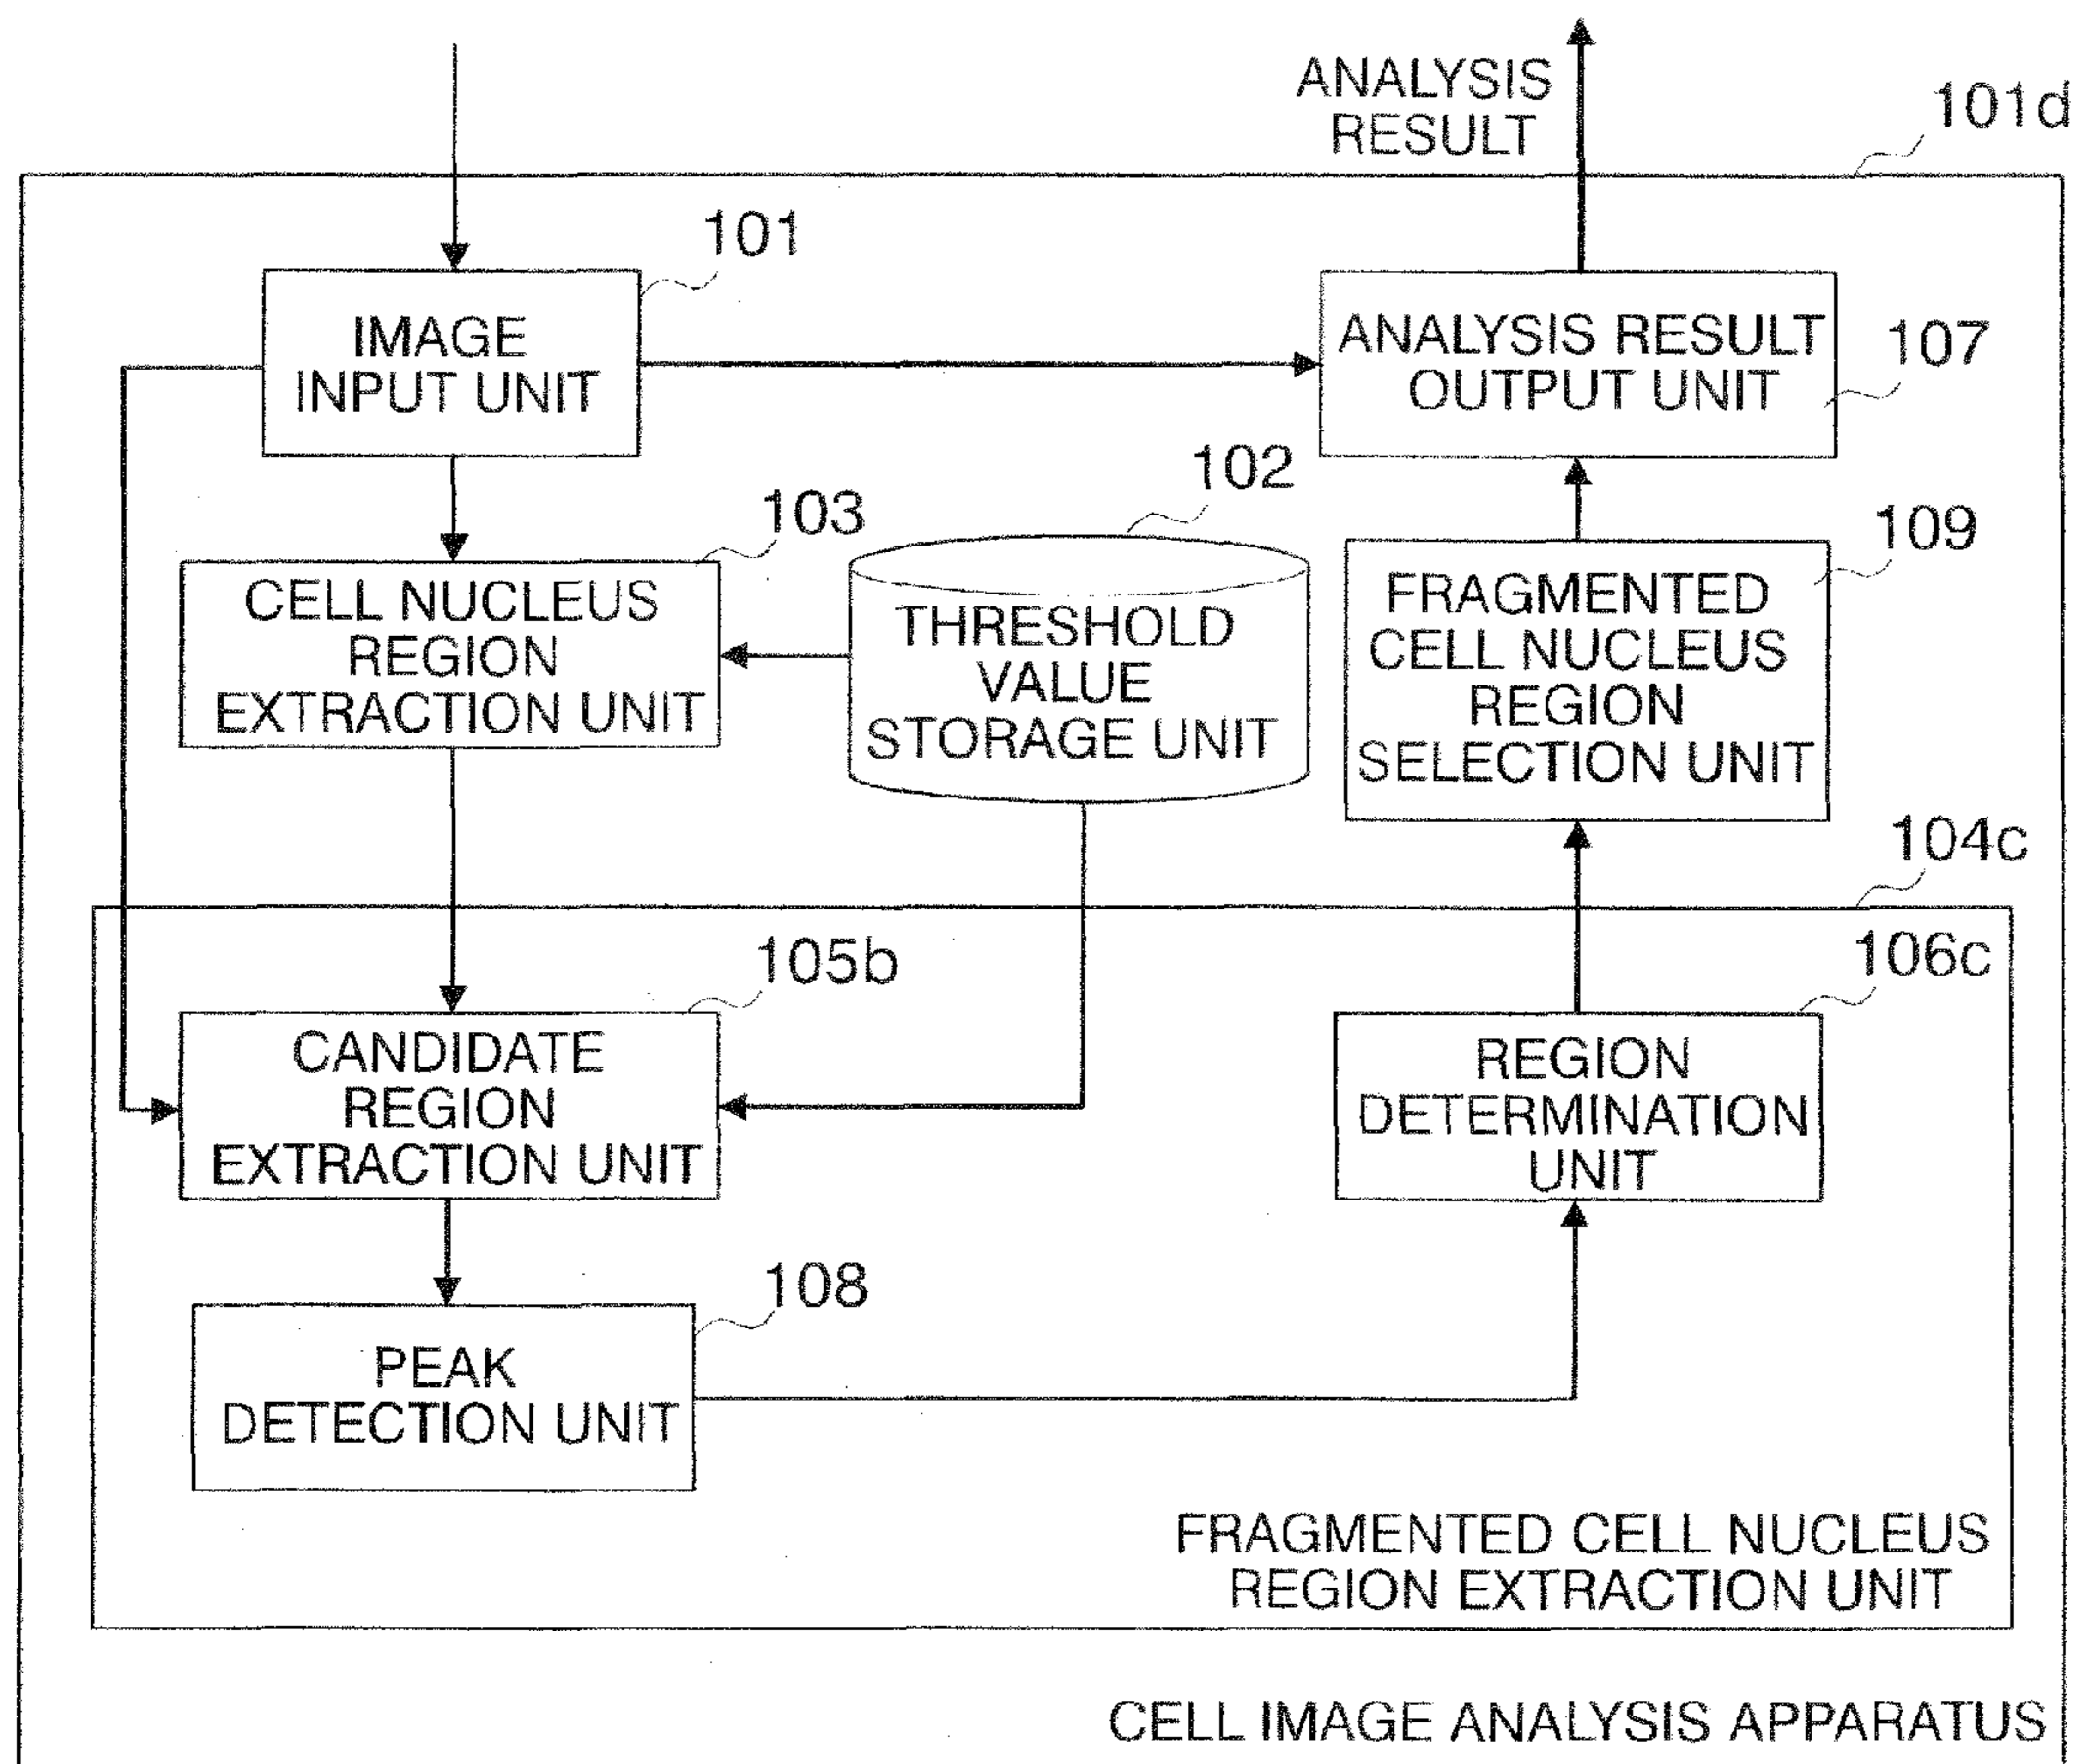 ANALYSIS
RESULT
101d
101
IMAGE
INPUT UNIT
ANALYSIS RESULT
OUTPUT UNIT
107
102
103
CELL NUCLEUS
REGION
EXTRACTION UNIT
THRESHOLD
VALUE
STORAGE UNIT
109
FRAGMENTED
CELL NUCLEUS
REGION
SELECTION UNIT
104c
105b
106c
CANDIDATE
REGION
EXTRACTION UNIT
REGION
DETERMINATION
UNIT
108
PEAK
DETECTION UNIT
FRAGMENTED CELL NUCLEUS
REGION EXTRACTION UNIT
CELL IMAGE ANALYSIS APPARATUS